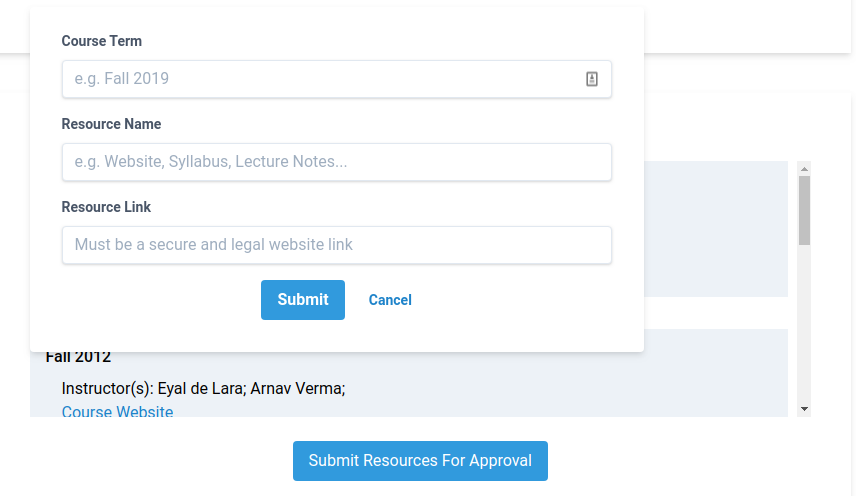 Course Term
e.g. Fall 2019
Resource Name
e.g. Website, Syllabus, Lecture Notes...
Resource Link
Must be a secure and legal website link
Submit Cancel
Fall 2012
Instructor(s): Eyal de Lara; Arnav Verma;
Course Website
Submit Resources For Approval